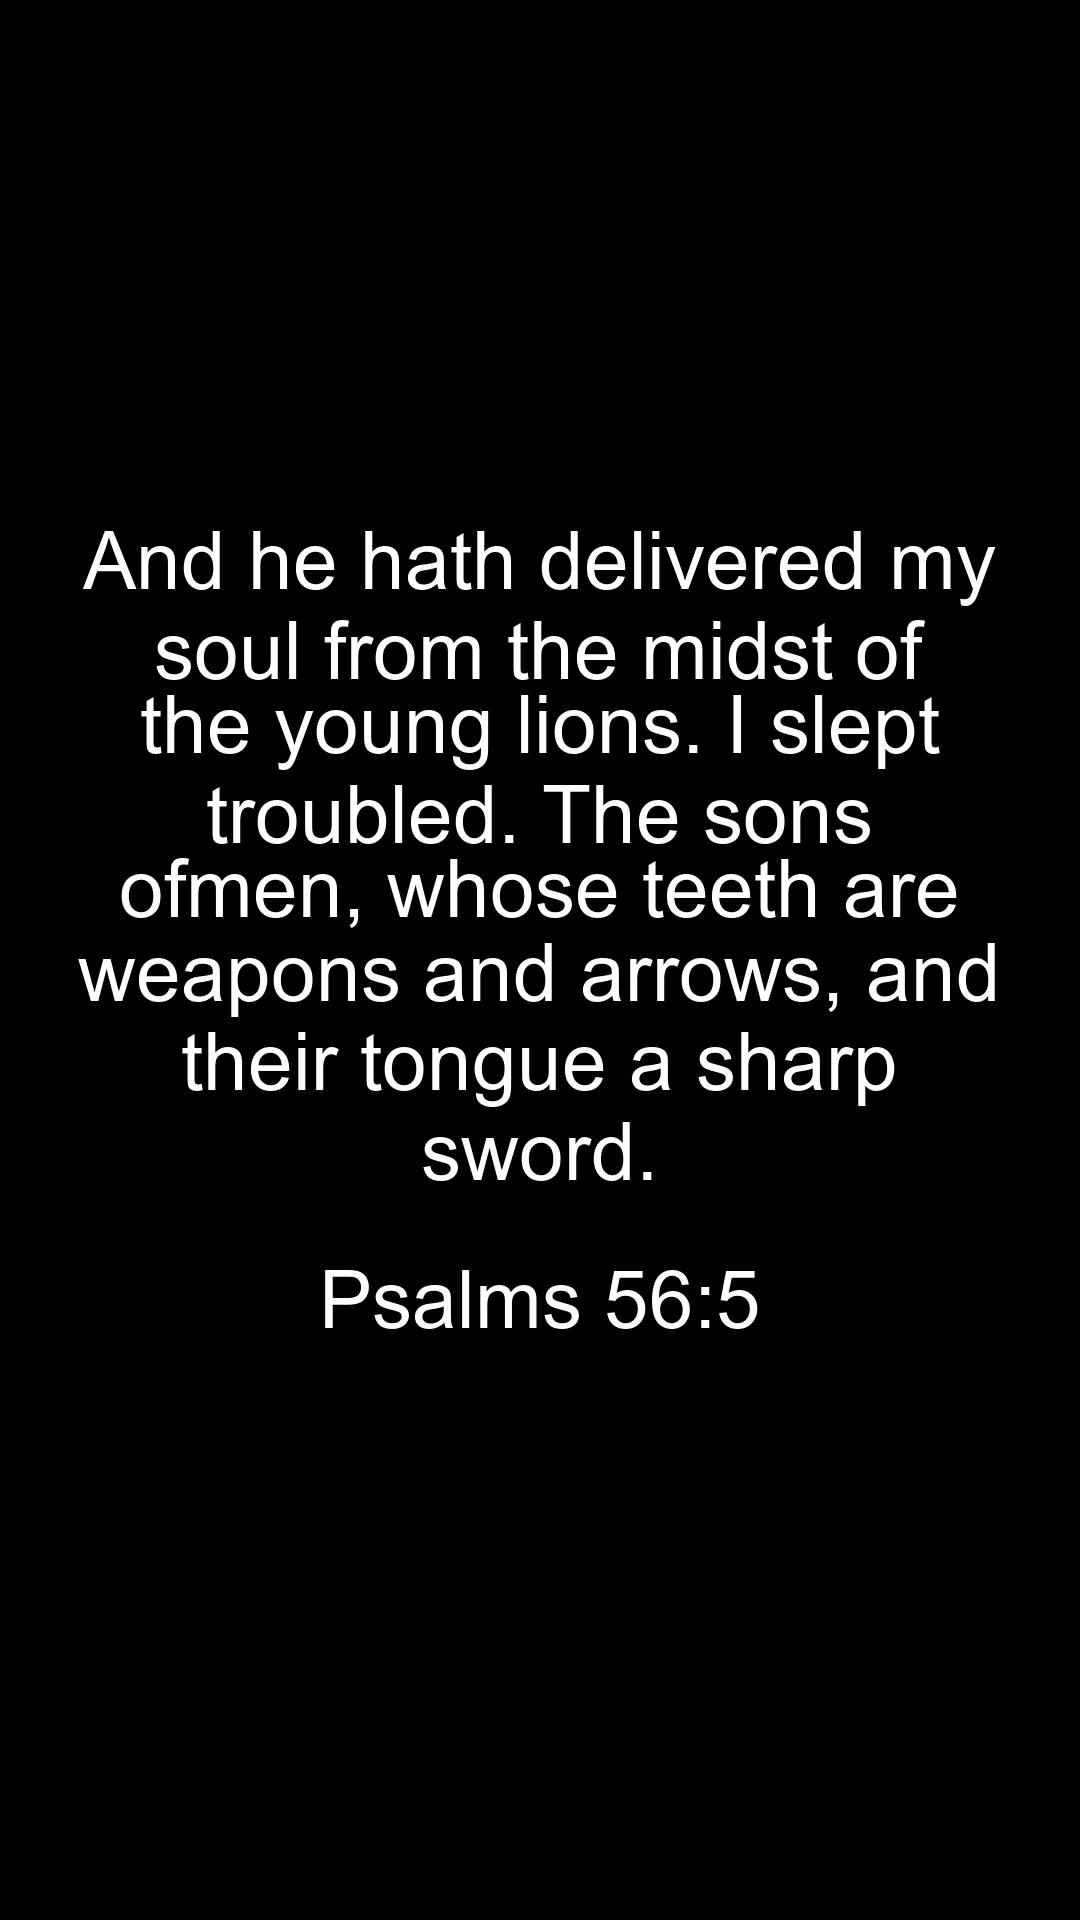 And he hath delivered my
soul from the midst of
the young lions. I slept
troubled. The sons
ofmen, whose teeth are
weapons and arrows, and
their tongue a sharp
sword.
Psalms 56:5